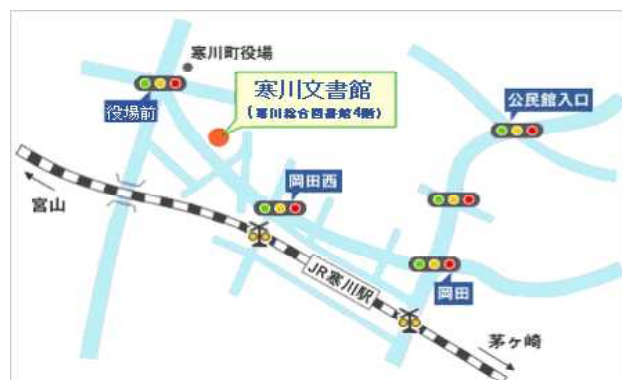 寒川町役場
役場前
寒川文書館
(寒川総合図書館4階)
公民館入口
岡田西
宮山
JR寒川駅
岡田
茅ヶ崎